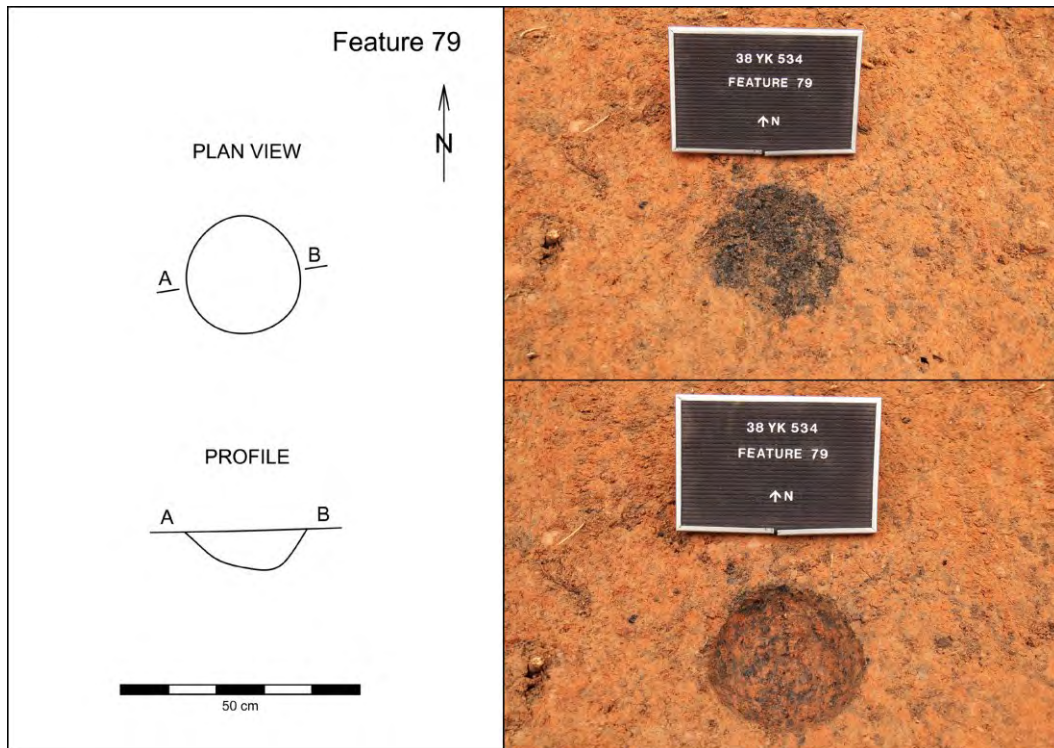 Feature 79
N
PLAN VIEW
A
B
PROFILE
A
B
50 cm
38 YK 534
FEATURE 79
↑N
38 YK 534
FEATURE 79
↑N